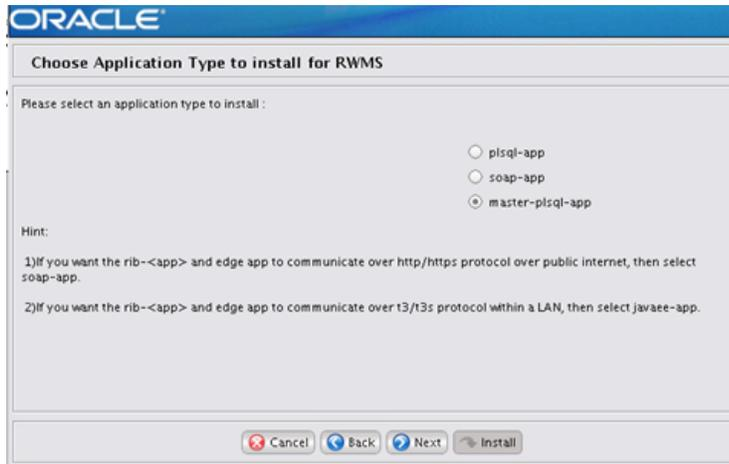 ORACLE
Choose Application Type to install for RWMS
Please select an application type to install :
plsql-app
soap-app
master-plsql-app
Hint:
1)If you want the rib-<app> and edge app to communicate over http/https protocol over public internet, then select
soap-app.
2)If you want the rib-<app> and edge app to communicate over t3/t3s protocol within a LAN, then select javaee-app.
Cancel Back Next Install